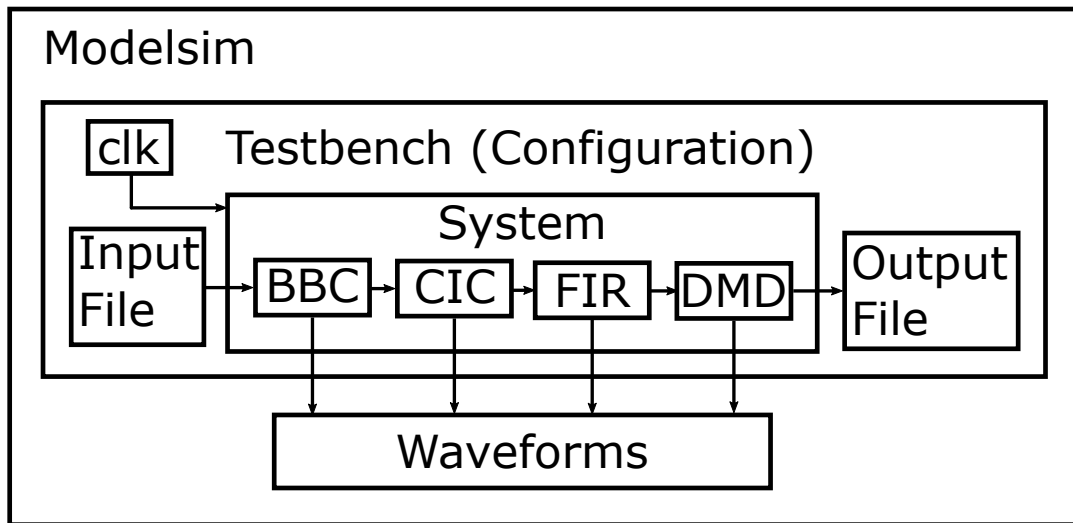 Modelsim
clk
Testbench (Configuration)
System
Input
File
BBC
CIC
FIR
DMD
Output
File
Waveforms